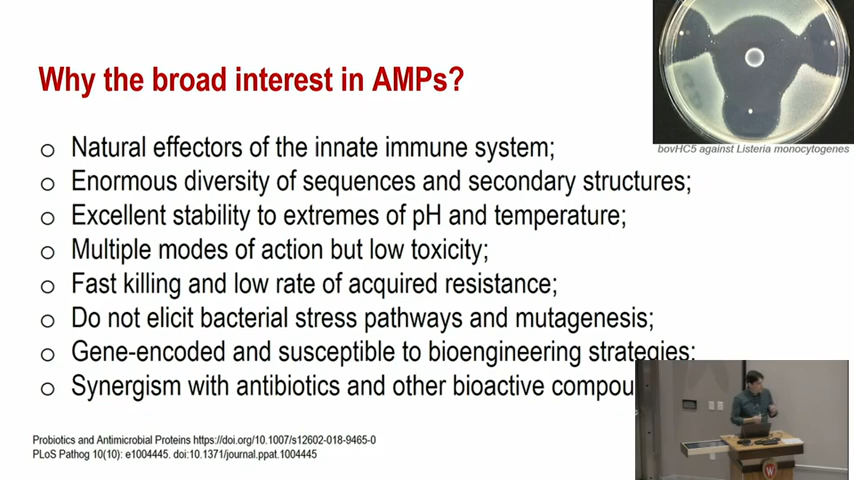 Why the broad interest in AMPs?
bovHC5 against Listeria monocytogenes
o Natural effectors of the innate immune system;
o Enormous diversity of sequences and secondary structures;
o Excellent stability to extremes of pH and temperature;
o Multiple modes of action but low toxicity;
o Fast killing and low rate of acquired resistance;
o Do not elicit bacterial stress pathways and mutagenesis;
o Gene-encoded and susceptible to bioengineering strategies;
o Synergism with antibiotics and other bioactive compou
Probiotics and Antimicrobial Proteins https://doi.org/10.1007/s12602-018-9465-0
PLoS Pathog 10(10): e1004445. doi:10.1371/journal.ppat.1004445
W